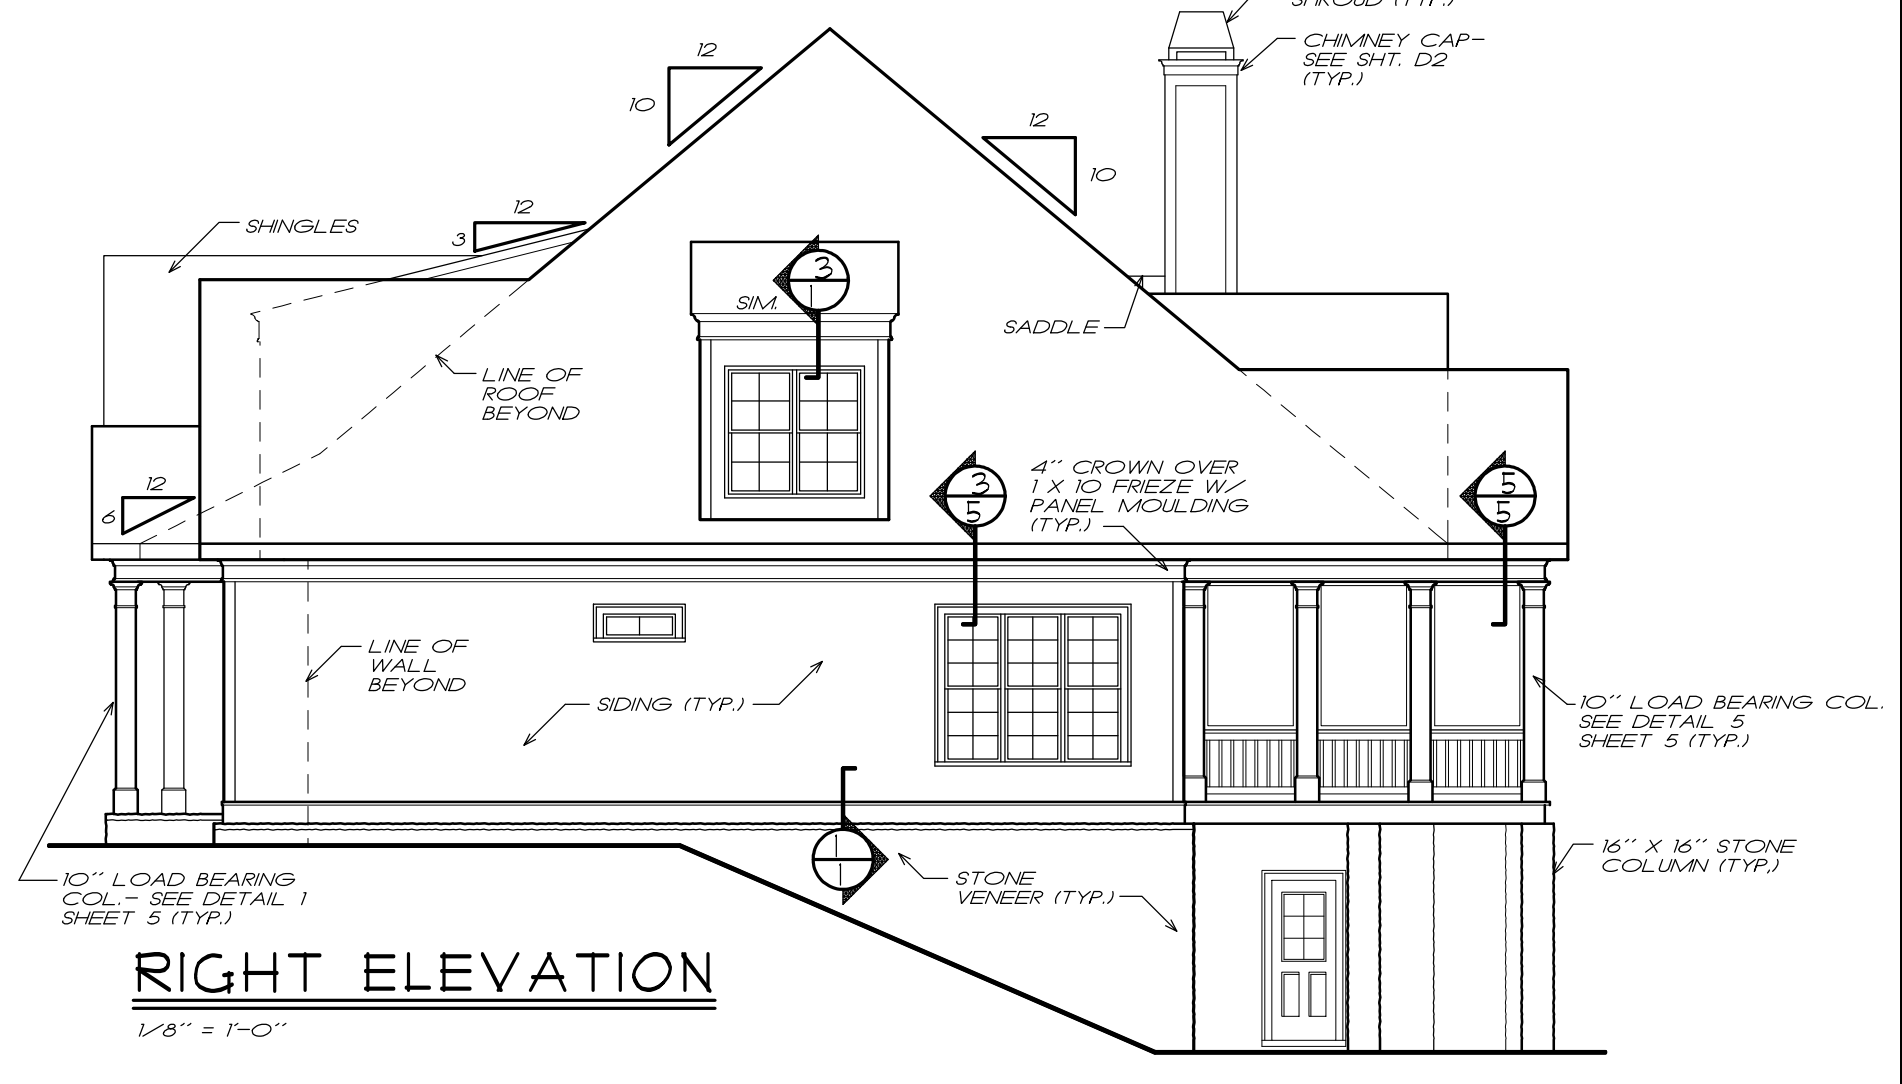 SHROUD (TYP.)
CHIMNEY CAP-
SEE SHT. D2
(TYP.)
12
10
12
10
12
3
SHINGLES
3
1
SIM.
SADDLE
LINE OF
ROOF
BEYOND
12
6
4" CROWN OVER
1 X 10 FRIEZE W/
PANEL MOULDING
(TYP.)
3
5
5
5
LINE OF
WALL
BEYOND
SIDING (TYP.)
10" LOAD BEARING COL.
SEE DETAIL 5
SHEET 5 (TYP.)
1
1
16" X 16" STONE
COLUMN (TYP,)
10" LOAD BEARING
COL.- SEE DETAIL 1
SHEET 5 (TYP.)
STONE
VENEER (TYP.)
RIGHT ELEVATION
1/8" = 1'-0"